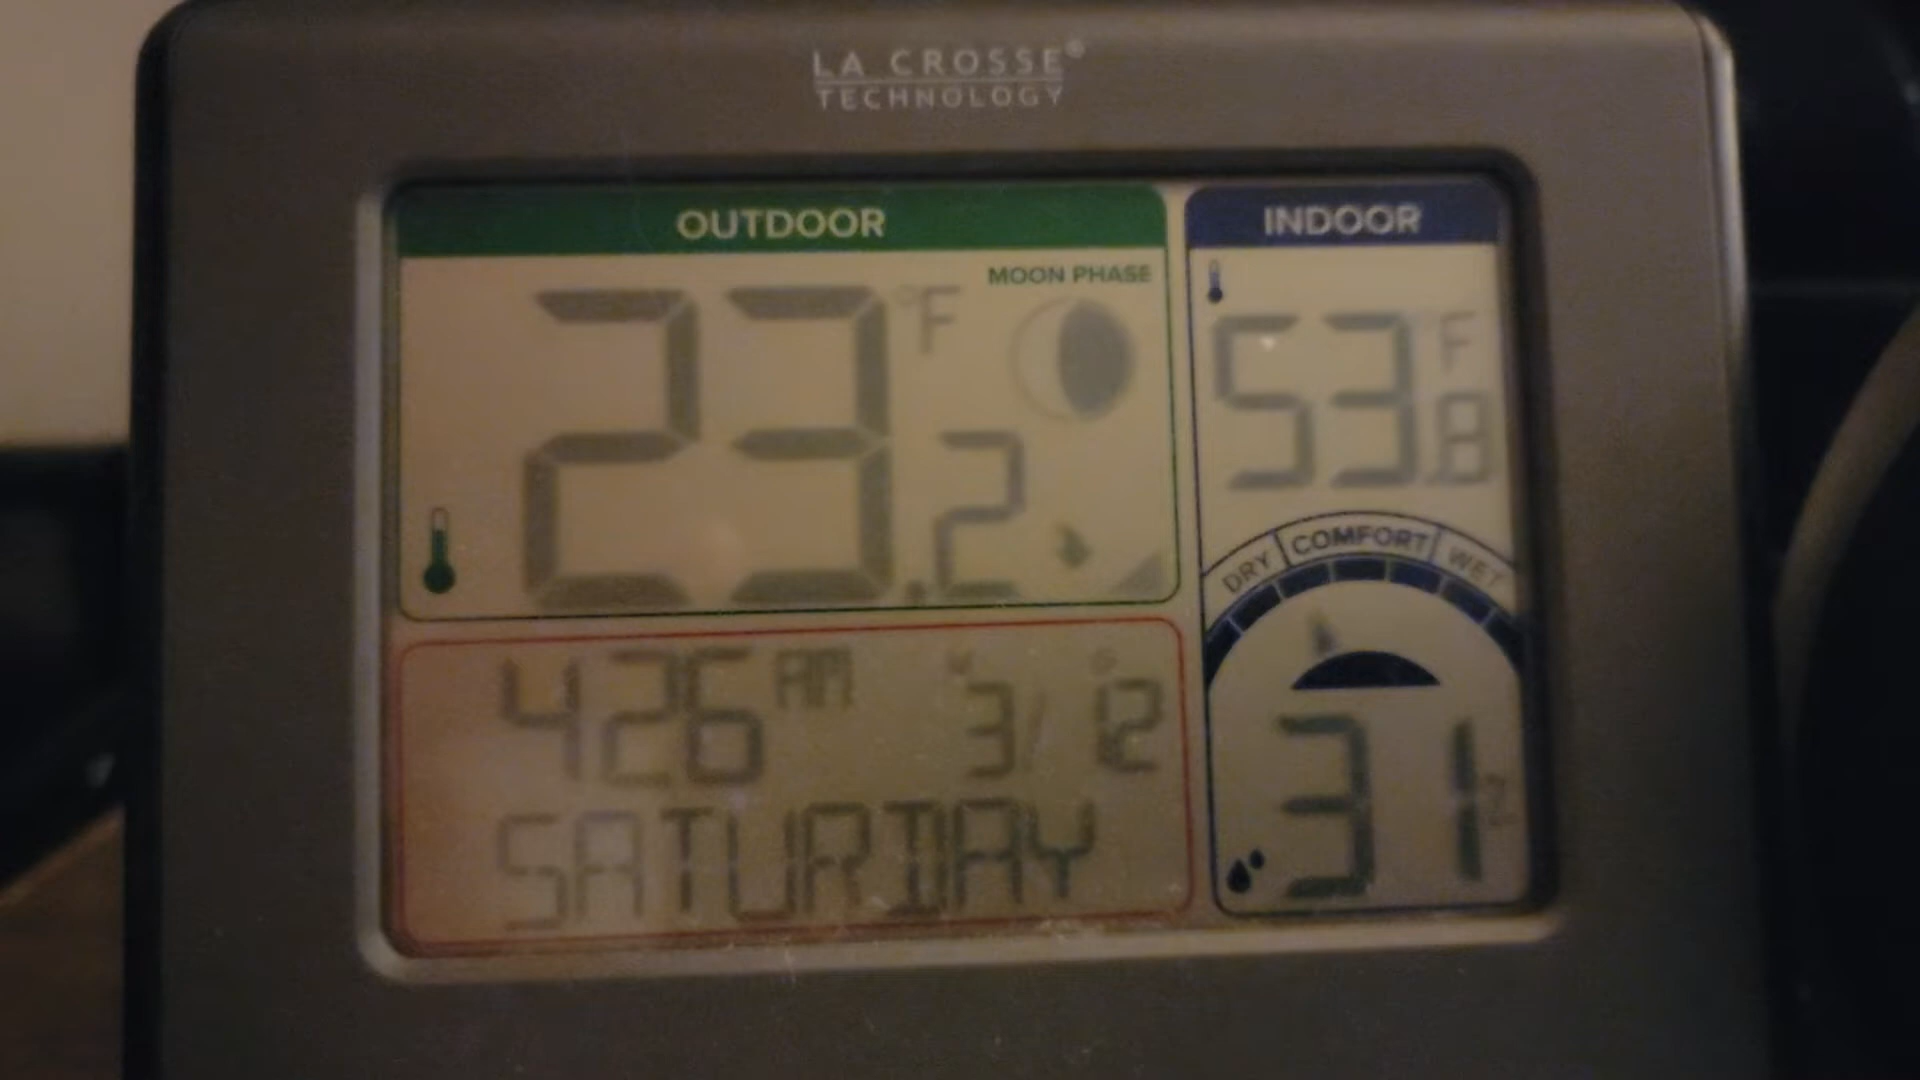 LA CROSSE®
TECHNOLOGY
OUTDOOR
MOON PHASE
23.2 °F
4:26 AM
M 3/ D 12
SATURDAY
INDOOR
53.8 °F
DRY COMFORT WET
31%